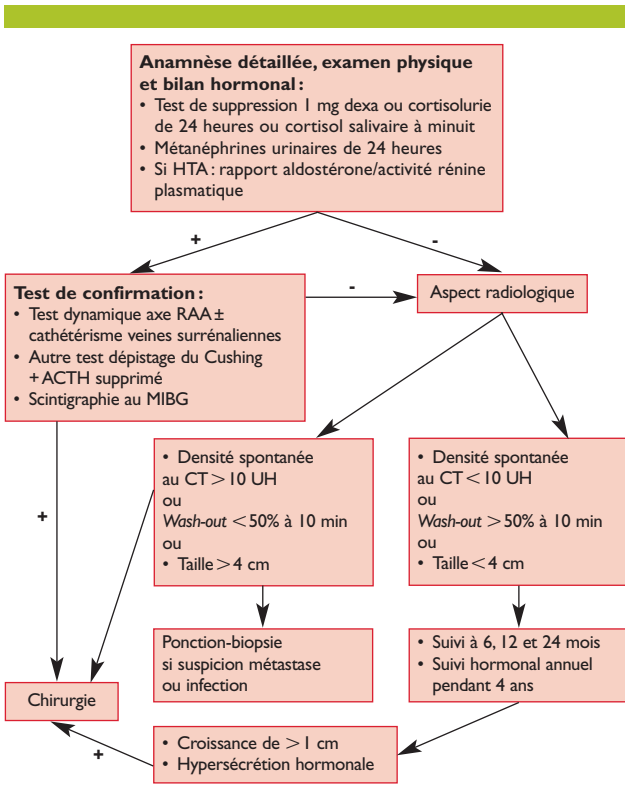 Anamnèse détaillée, examen physique
et bilan hormonal :
• Test de suppression 1 mg dexa ou cortisolurie
de 24 heures ou cortisol salivaire à minuit
• Métanéphrines urinaires de 24 heures
• Si HTA : rapport aldostérone/activité rénine
plasmatique
+
-
Test de confirmation :
• Test dynamique axe RAA ±
cathétérisme veines surrénaliennes
• Autre test dépistage du Cushing
+ ACTH supprimé
• Scintigraphie au MIBG
-
Aspect radiologique
+
• Densité spontanée
au CT > 10 UH
ou
Wash-out < 50% à 10 min
ou
• Taille > 4 cm
• Densité spontanée
au CT < 10 UH
ou
Wash-out > 50% à 10 min
ou
• Taille < 4 cm
Ponction-biopsie
si suspicion métastase
ou infection
• Suivi à 6, 12 et 24 mois
• Suivi hormonal annuel
pendant 4 ans
Chirurgie
+
• Croissance de > 1 cm
• Hypersécrétion hormonale